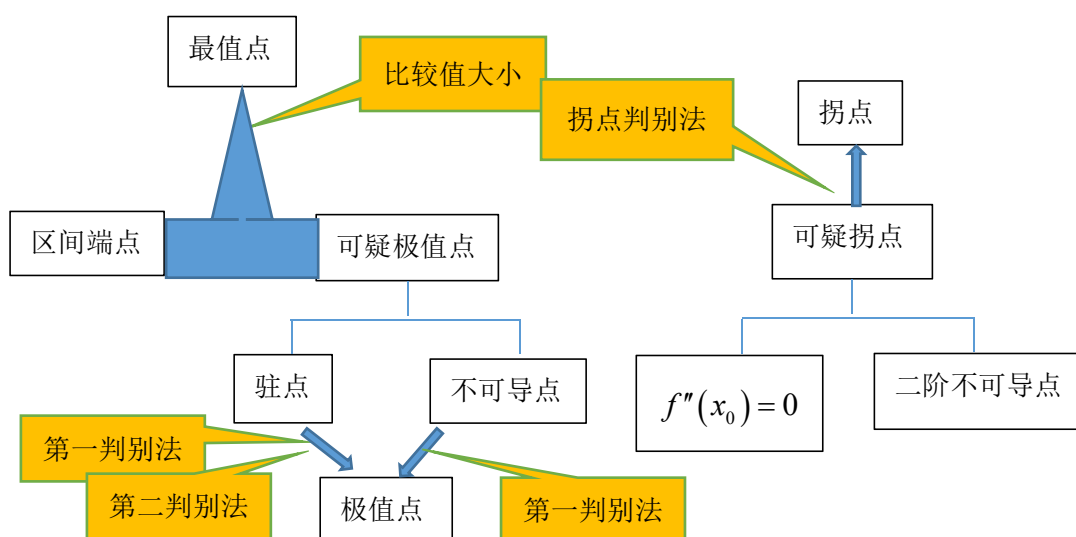 最值点
比较值大小
拐点判别法
拐点
区间端点
可疑极值点
可疑拐点
驻点
不可导点
f″(x₀)=0
二阶不可导点
第一判别法
第二判别法
极值点
第一判别法